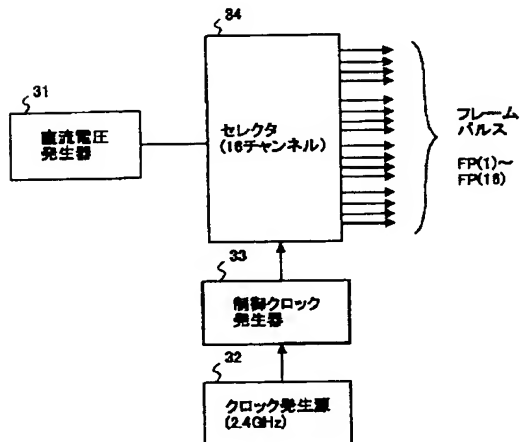 34
31
直流電圧
発生器
セレクタ
(16チャンネル)
フレーム
パルス
FP(1)～
FP(16)
33
制御クロック
発生器
32
クロック発生源
(2.4GHz)